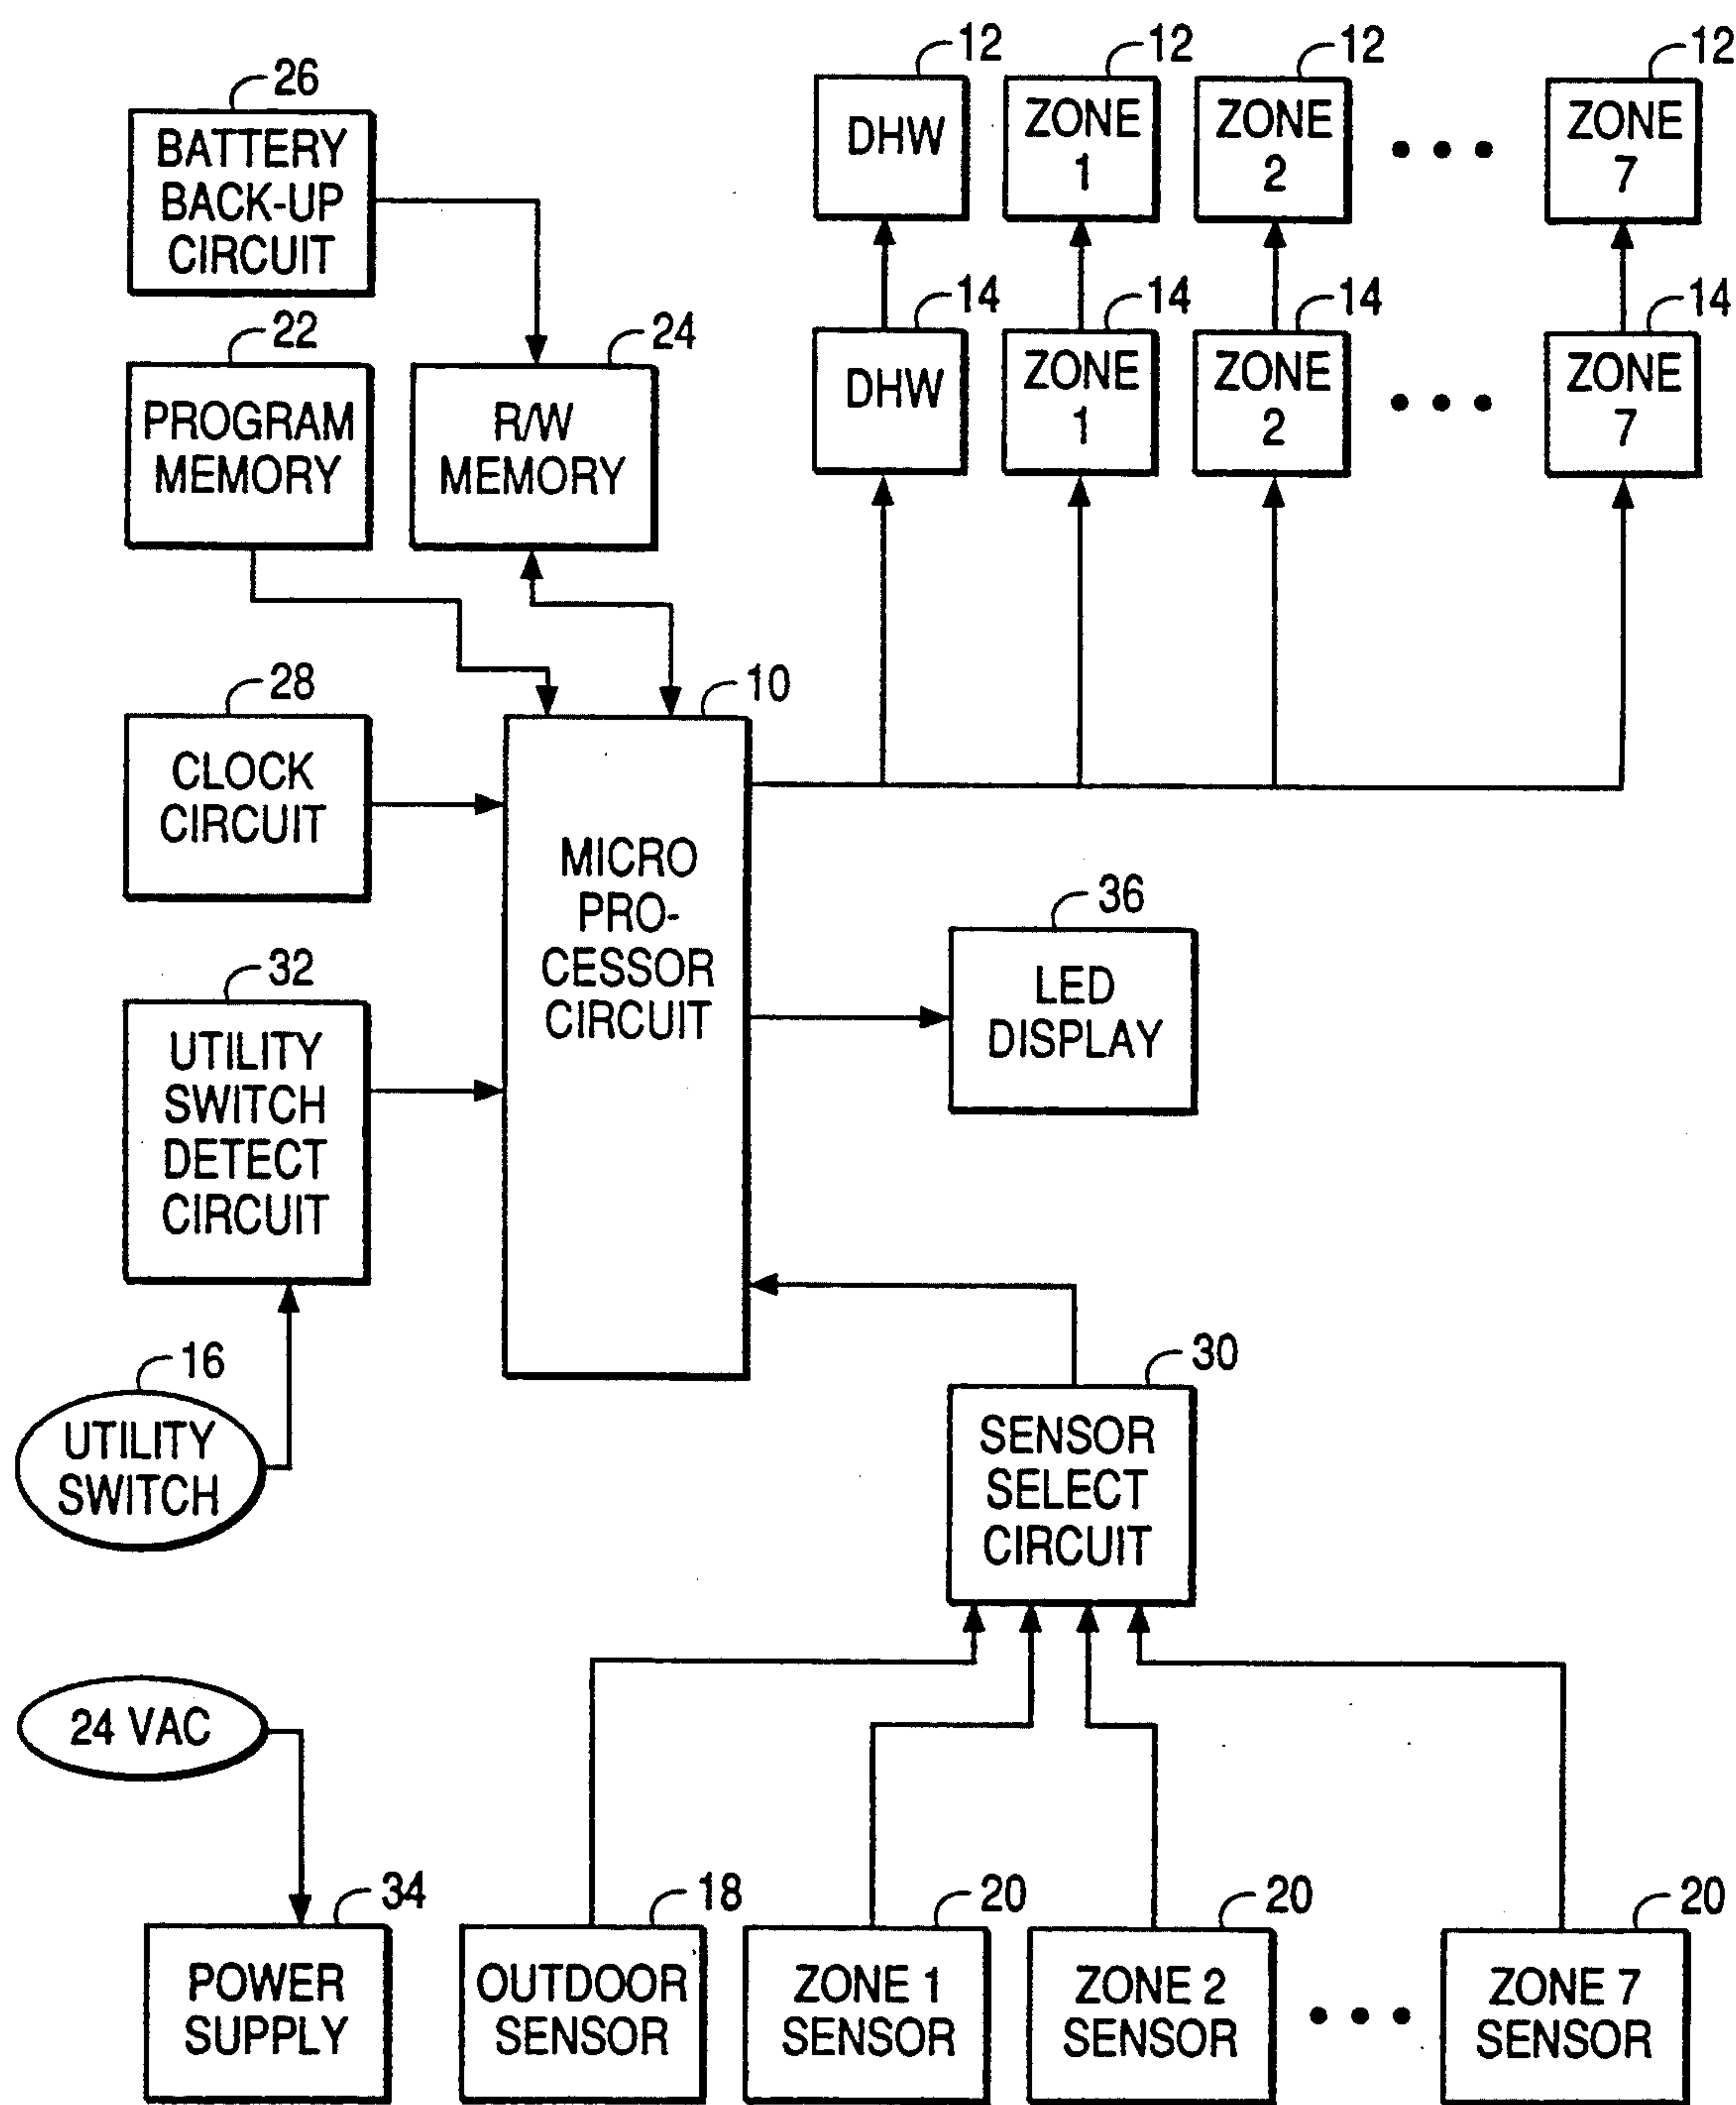 26
BATTERY
BACK-UP
CIRCUIT
12
DHW
12
ZONE
1
12
ZONE
2
12
ZONE
7
22
PROGRAM
MEMORY
24
R/W
MEMORY
14
DHW
14
ZONE
1
14
ZONE
2
14
ZONE
7
28
CLOCK
CIRCUIT
10
MICRO
PRO-
CESSOR
CIRCUIT
36
LED
DISPLAY
32
UTILITY
SWITCH
DETECT
CIRCUIT
16
UTILITY
SWITCH
30
SENSOR
SELECT
CIRCUIT
24 VAC
34
POWER
SUPPLY
18
OUTDOOR
SENSOR
20
ZONE 1
SENSOR
20
ZONE 2
SENSOR
20
ZONE 7
SENSOR